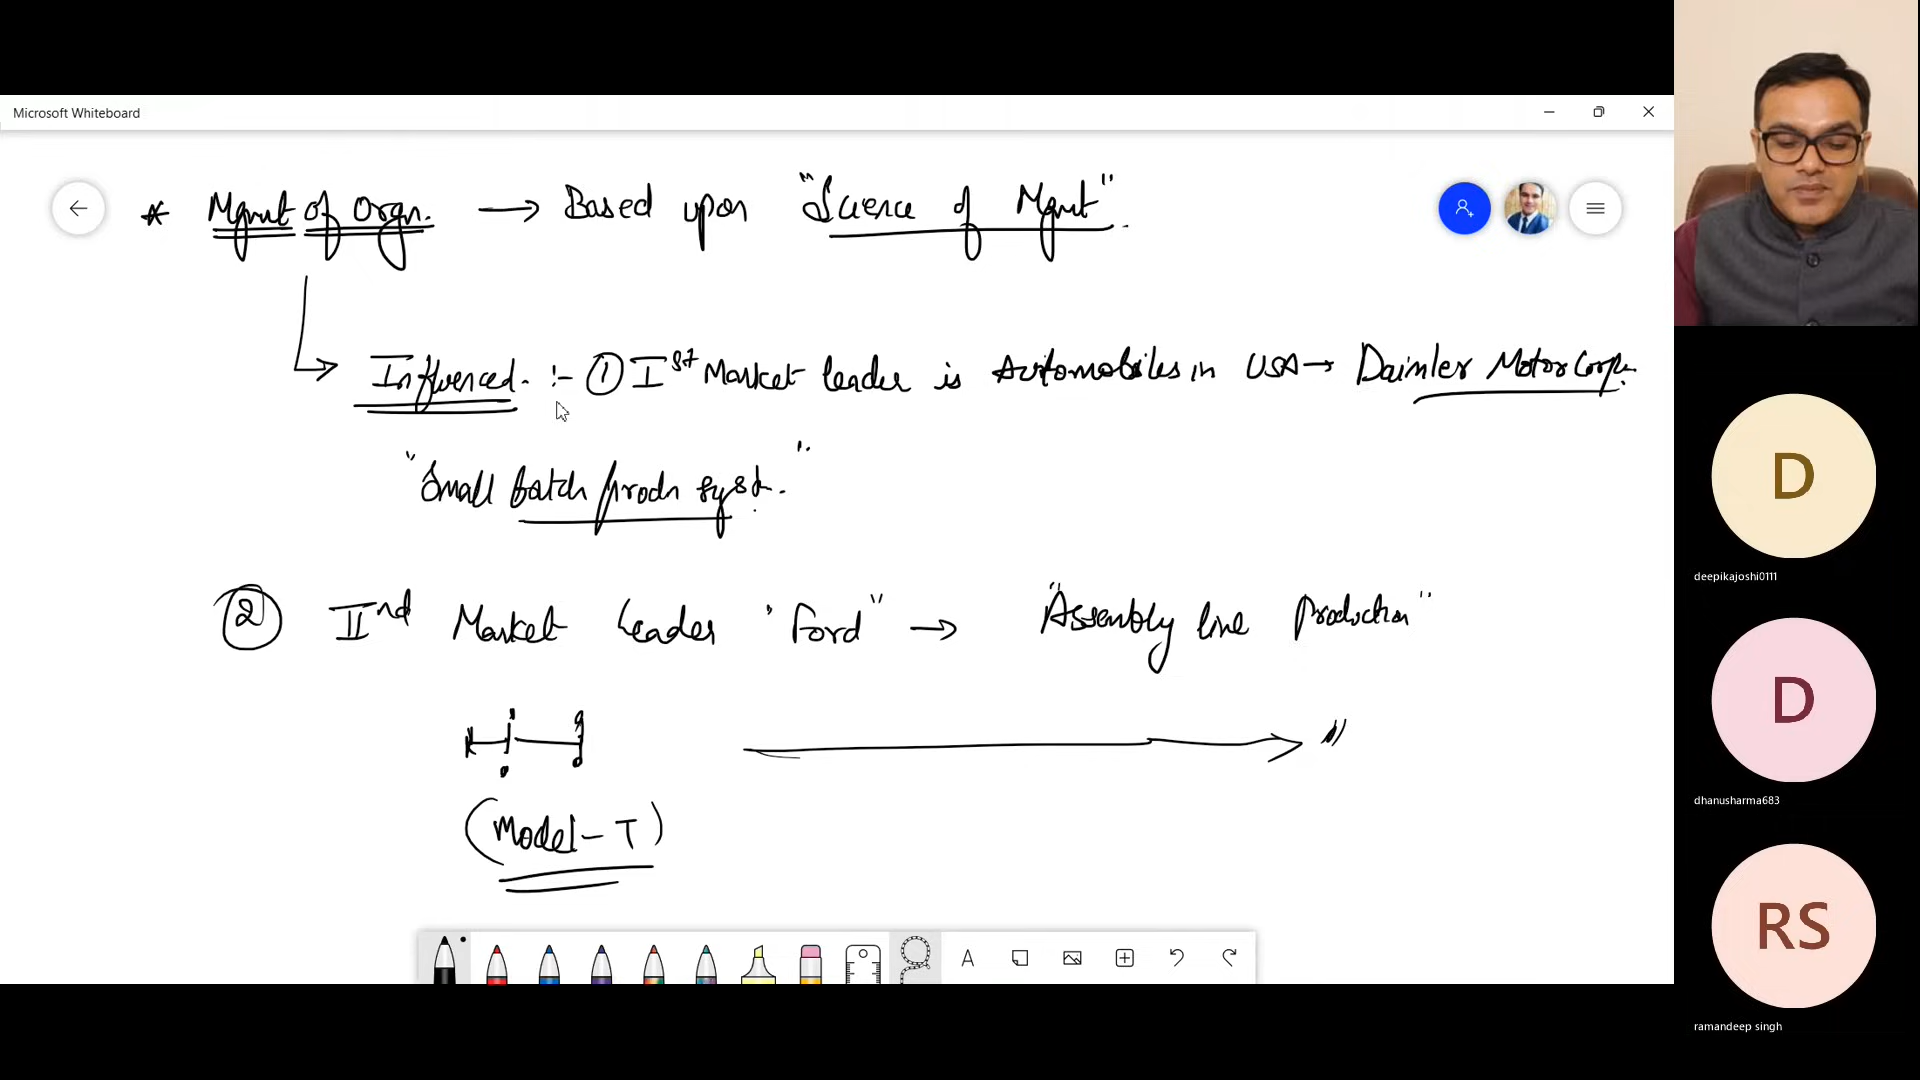 Microsoft Whiteboard
* Mgmt of Orgn. → Based upon "Science of Mgmt".
Influenced. :- ① Ist Market leader is Automobiles in USA → Daimler Motor Corp.
"Small batch prodn syst."
② IInd Market Leader 'Ford" → "Assembly line Production"
(Model-T)
A
D
deepikajoshi0111
D
dhanusharma683
RS
ramandeep singh